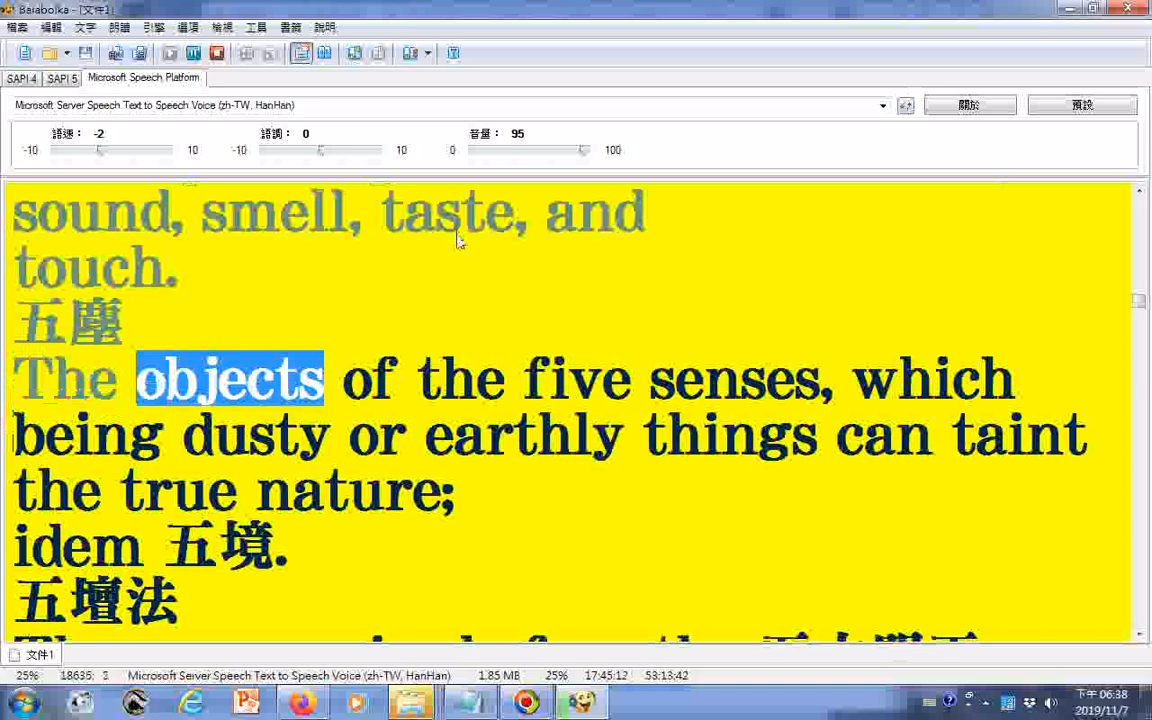 Balabolka - [文件1]
檔案 編輯 文字 朗讀 引擎 選項 檢視 工具 書籤 說明
SAPI 4 SAPI 5 Microsoft Speech Platform
Microsoft Server Speech Text to Speech Voice (zh-TW, HanHan) 關於 預設
語速： -2 語調： 0 音量： 95
-10 10 -10 10 0 100
sound, smell, taste, and
touch.
五塵
The objects of the five senses, which
being dusty or earthly things can taint
the true nature;
idem 五境.
五壇法
文件1
25% 18635: Microsoft Server Speech Text to Speech Voice (zh-TW, HanHan) 1.85 MB 25% 17:45:12 53:13:42
下午 06:38
2019/11/7